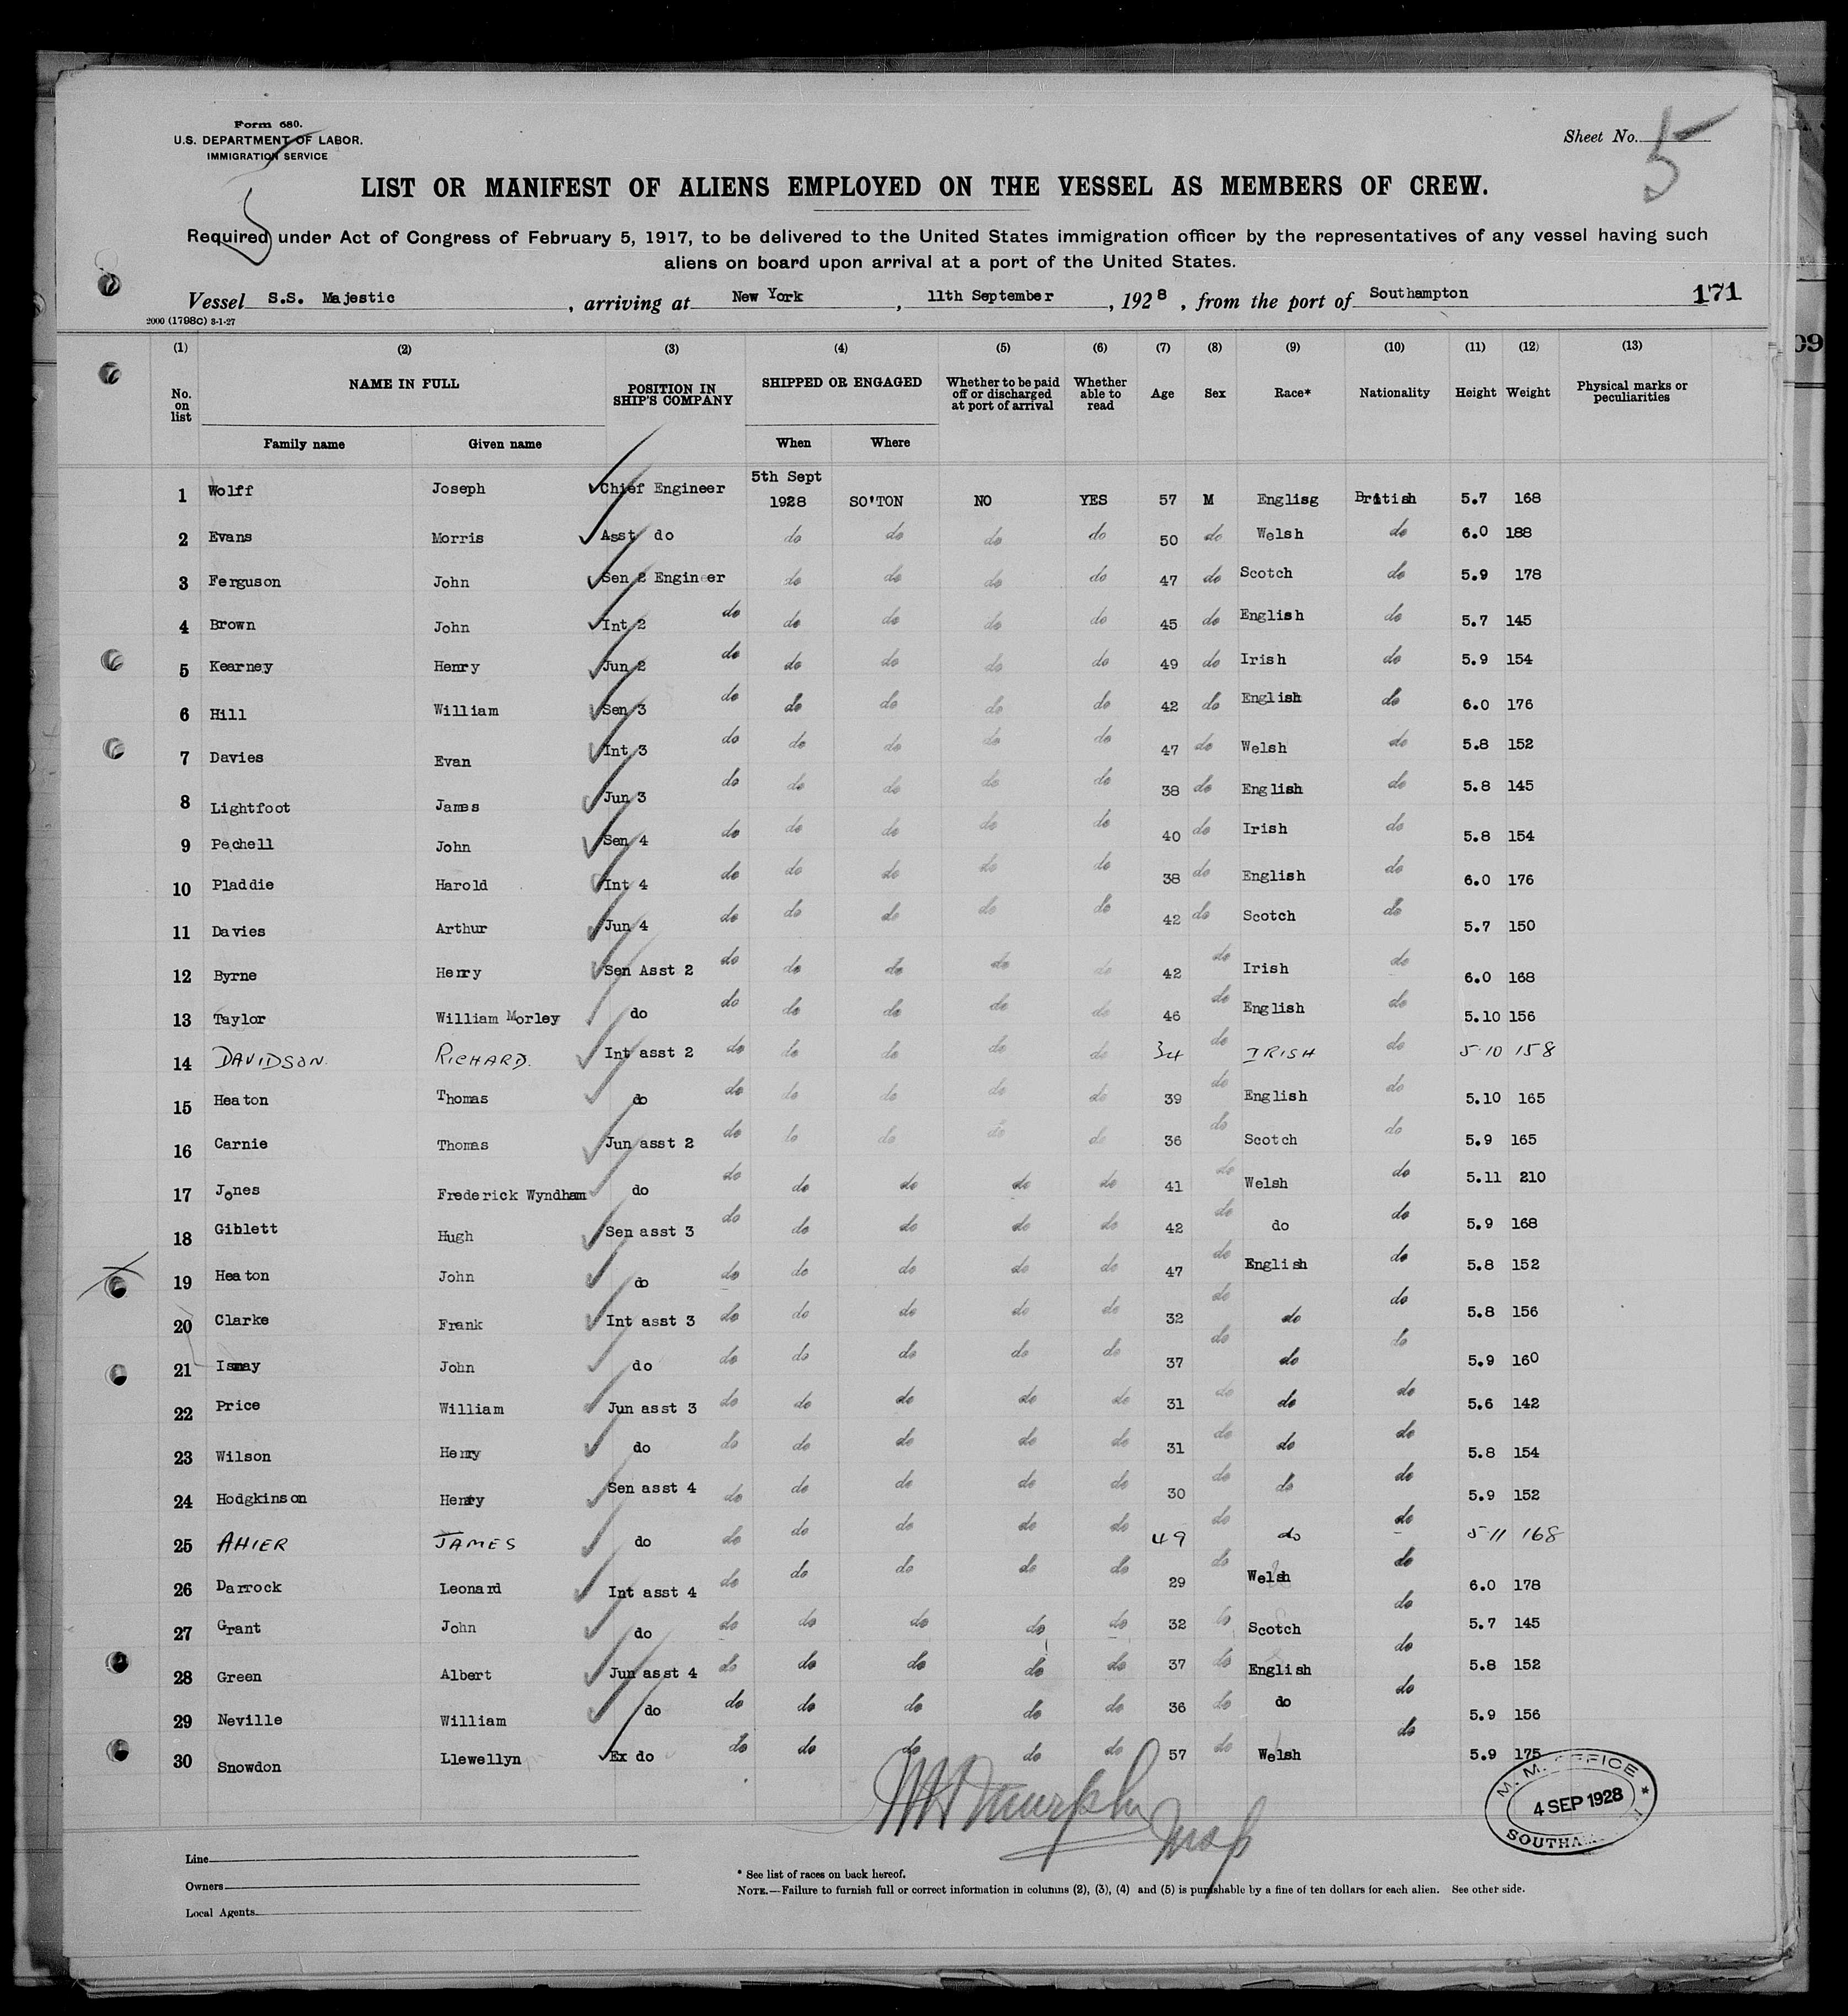 Form 680.
U.S. DEPARTMENT OF LABOR.
IMMIGRATION SERVICE
Sheet No. 5
5
LIST OR MANIFEST OF ALIENS EMPLOYED ON THE VESSEL AS MEMBERS OF CREW.
Required under Act of Congress of February 5, 1917, to be delivered to the United States immigration officer by the representatives of any vessel having such
aliens on board upon arrival at a port of the United States.
Vessel S.S. Majestic , arriving at New York , 11th September , 1928 , from the port of Southampton 171
2000 (1798C) 3-1-27
09
(1) (2) (3) (4) (5) (6) (7) (8) (9) (10) (11) (12) (13)
No. on list NAME IN FULL POSITION IN SHIP'S COMPANY SHIPPED OR ENGAGED Whether to be paid off or discharged at port of arrival Whether able to read Age Sex Race* Nationality Height Weight Physical marks or peculiarities
Family name Given name When Where
1 Wolff Joseph Chief Engineer 5th Sept 1928 SO'TON NO YES 57 M Englisg British 5.7 168
2 Evans Morris Asst do do do do do 50 do Welsh do 6.0 188
3 Ferguson John Sen 2 Engineer do do do do 47 do Scotch do 5.9 178
4 Brown John Int 2 do do do do do 45 do English do 5.7 145
5 Kearney Henry Jun 2 do do do do do 49 do Irish do 5.9 154
6 Hill William Sen 3 do do do do do 42 do English do 6.0 176
7 Davies Evan Int 3 do do do do do 47 do Welsh do 5.8 152
8 Lightfoot James Jun 3 do do do do do 38 do English do 5.8 145
9 Pechell John Sen 4 do do do do do 40 do Irish do 5.8 154
10 Pladdie Harold Int 4 do do do do do 38 do English do 6.0 176
11 Davies Arthur Jun 4 do do do do do 42 do Scotch do 5.7 150
12 Byrne Henry Sen Asst 2 do do do do do 42 do Irish do 6.0 168
13 Taylor William Morley do do do do do do 46 do English do 5.10 156
14 DAVIDSON. RICHARD. Int asst 2 do do do do do 34 do IRISH do 5.10 158
15 Heaton Thomas do do do do do do 39 do English do 5.10 165
16 Carnie Thomas Jun asst 2 do do do do do 36 do Scotch do 5.9 165
17 Jones Frederick Wyndham do do do do do do 41 do Welsh do 5.11 210
18 Giblett Hugh Sen asst 3 do do do do do 42 do do do 5.9 168
19 Heaton John do do do do do do 47 do English do 5.8 152
20 Clarke Frank Int asst 3 do do do do do 32 do do do 5.8 156
21 Ismay John do do do do do do 37 do do do 5.9 160
22 Price William Jun asst 3 do do do do do 31 do do do 5.6 142
23 Wilson Henry do do do do do do 31 do do do 5.8 154
24 Hodgkinson Henry Sen asst 4 do do do do do 30 do do do 5.9 152
25 AHIER JAMES do do do do do do 49 do do do 5.11 168
26 Darrock Leonard Int asst 4 do do do do do 29 do Welsh do 6.0 178
27 Grant John do do do do do do 32 do Scotch do 5.7 145
28 Green Albert Jun asst 4 do do do do do 37 do English do 5.8 152
29 Neville William do do do do do do 36 do do do 5.9 156
30 Snowdon Llewellyn Ex do do do do do do 57 do Welsh do 5.9 175
M. M. OFFICE
4 SEP 1928
Line
Owners
Local Agents
* See list of races on back hereof.
NOTE.—Failure to furnish full or correct information in columns (2), (3), (4) and (5) is punishable by a fine of ten dollars for each alien. See other side.